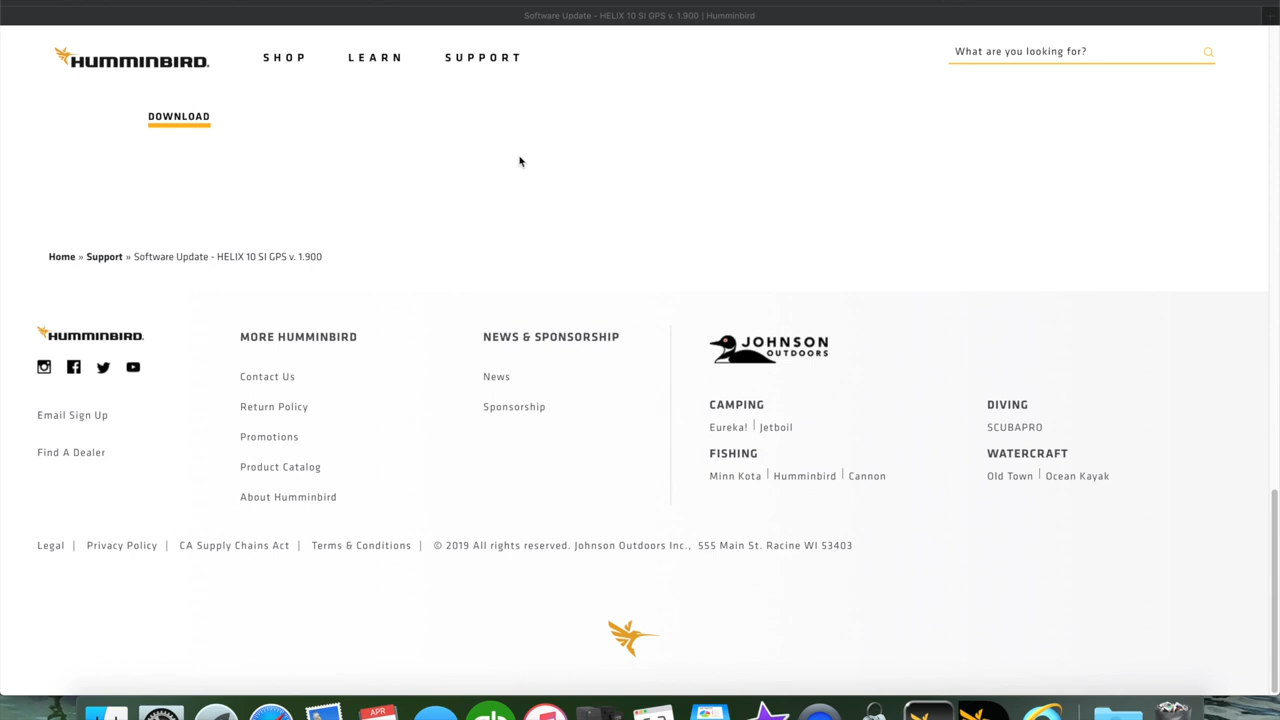 Software Update - HELIX 10 SI GPS v. 1.900 | Humminbird
HUMMINBIRD.
SHOP
LEARN
SUPPORT
What are you looking for?
DOWNLOAD
Home » Support » Software Update - HELIX 10 SI GPS v. 1.900
HUMMINBIRD.
Email Sign Up
Find A Dealer
MORE HUMMINBIRD
Contact Us
Return Policy
Promotions
Product Catalog
About Humminbird
NEWS & SPONSORSHIP
News
Sponsorship
JOHNSON
OUTDOORS
CAMPING
Eureka! | Jetboil
FISHING
Minn Kota | Humminbird | Cannon
DIVING
SCUBAPRO
WATERCRAFT
Old Town | Ocean Kayak
Legal | Privacy Policy | CA Supply Chains Act | Terms & Conditions | © 2019 All rights reserved. Johnson Outdoors Inc., 555 Main St. Racine WI 53403
APR